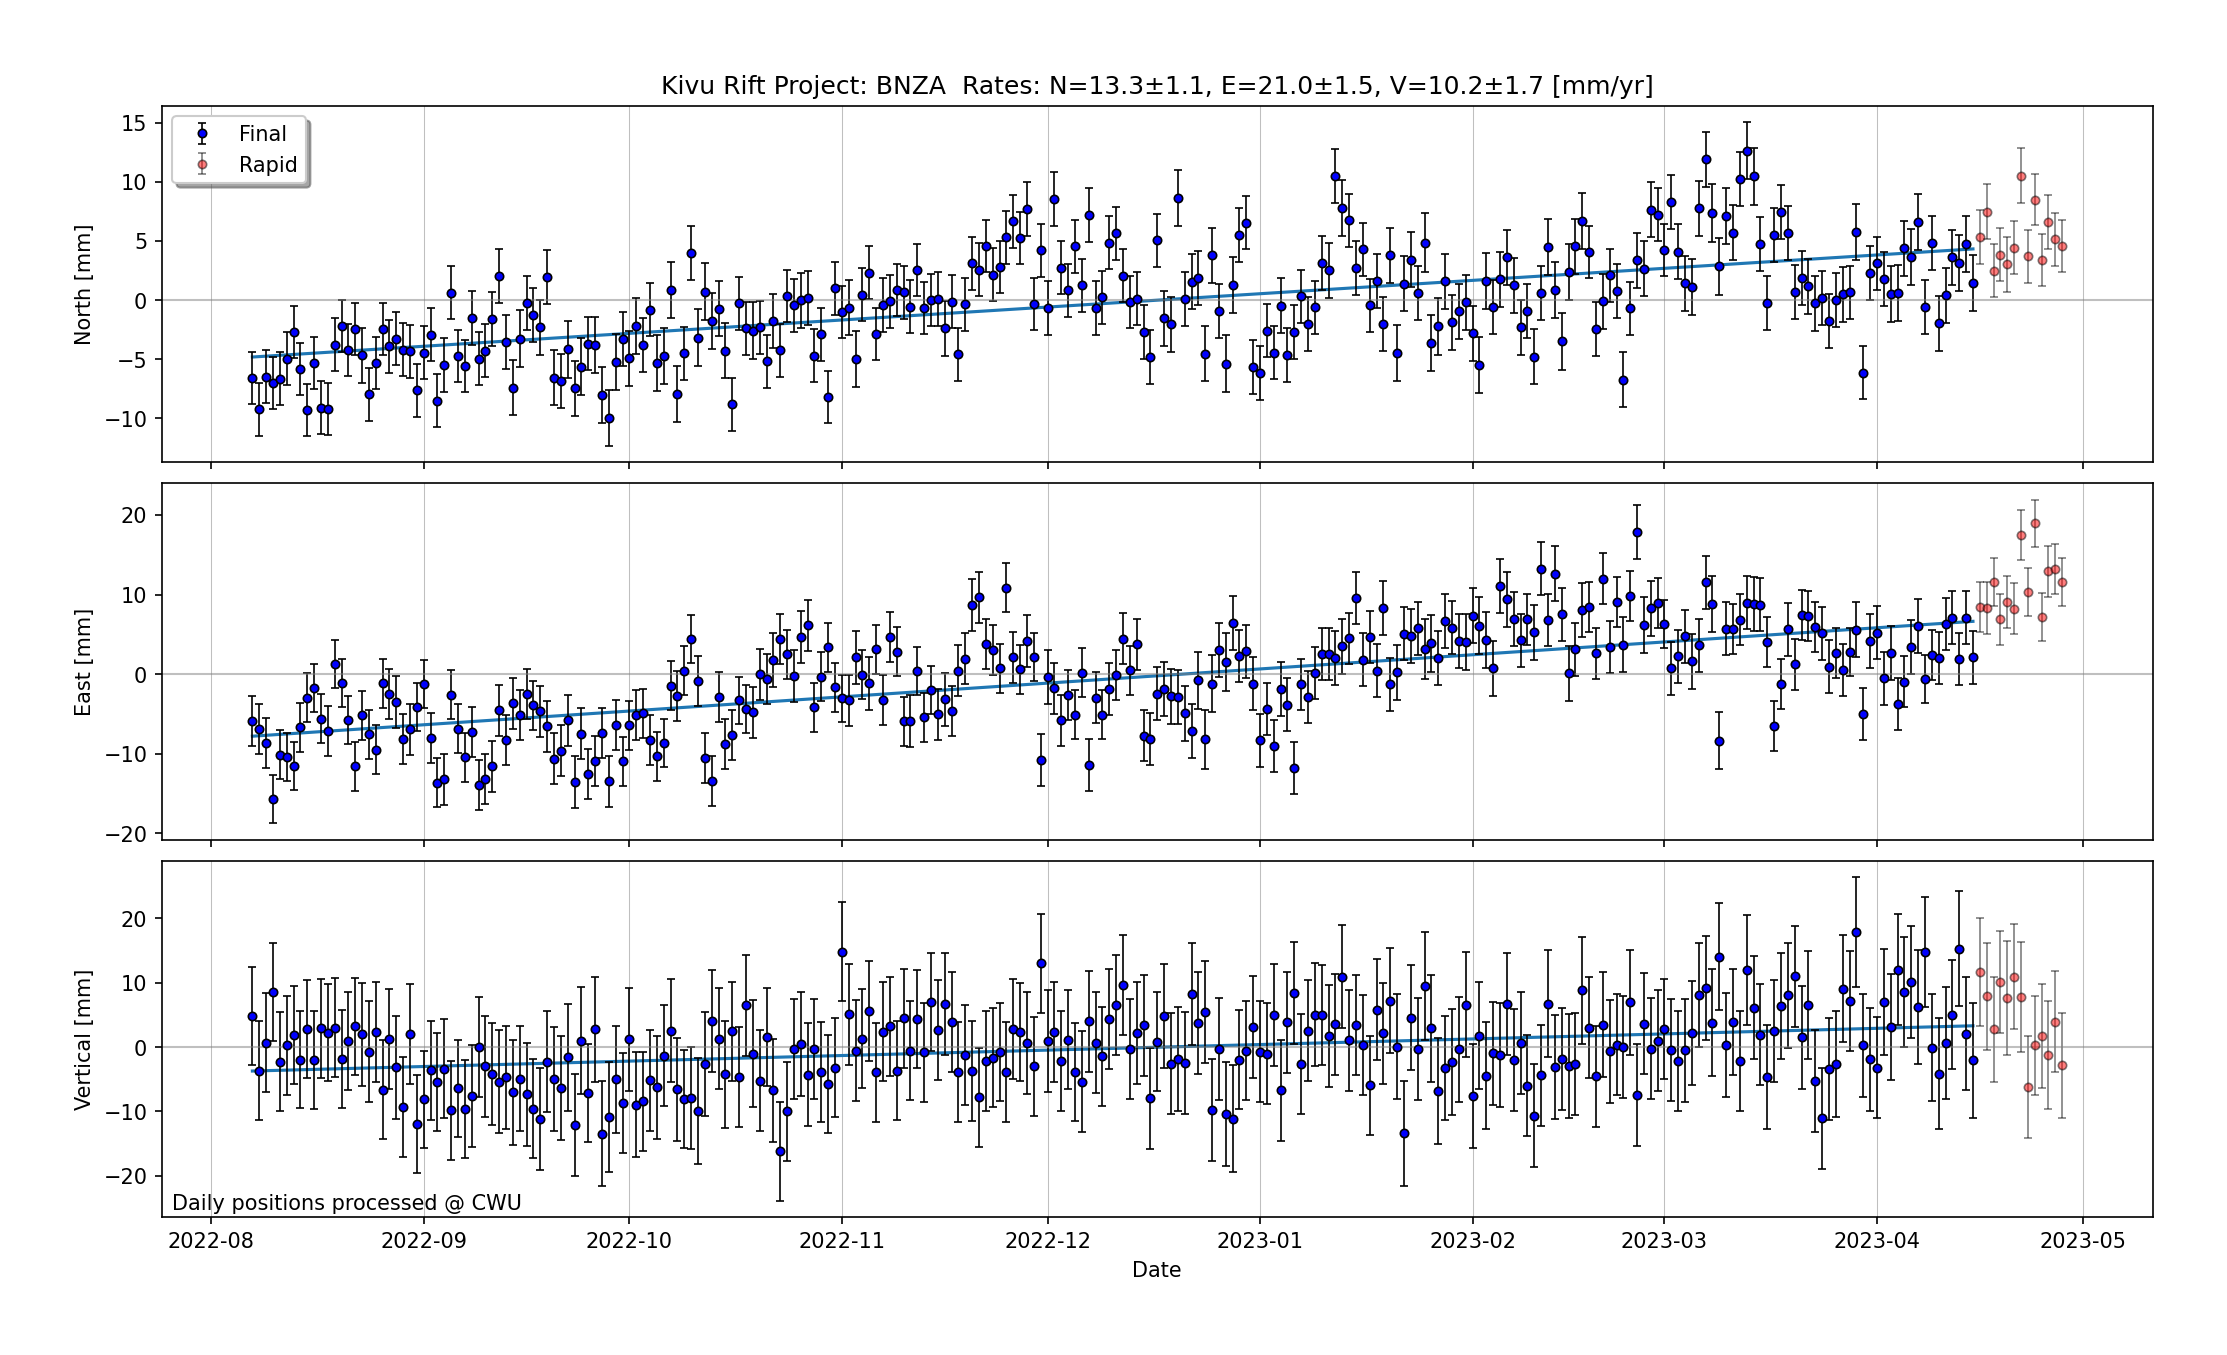 Kivu Rift Project: BNZA  Rates: N=13.3±1.1, E=21.0±1.5, V=10.2±1.7 [mm/yr]
Final
Rapid
North [mm]
15
10
5
0
−5
−10
East [mm]
20
10
0
−10
−20
Vertical [mm]
20
10
0
−10
−20
Daily positions processed @ CWU
2022-08 2022-09 2022-10 2022-11 2022-12 2023-01 2023-02 2023-03 2023-04 2023-05
Date